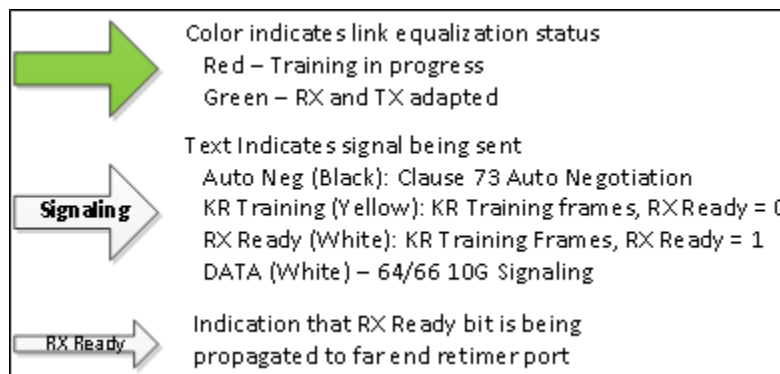 Color indicates link equalization status
Red – Training in progress
Green – RX and TX adapted
Text Indicates signal being sent
Auto Neg (Black): Clause 73 Auto Negotiation
Signaling
KR Training (Yellow): KR Training frames, RX Ready = 0
RX Ready (White): KR Training Frames, RX Ready = 1
DATA (White) – 64/66 10G Signaling
Indication that RX Ready bit is being
RX Ready
propagated to far end retimer port